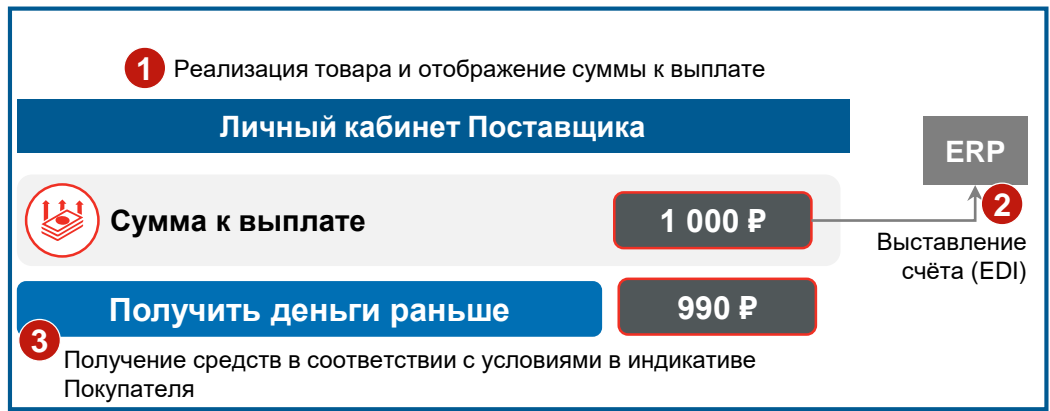 1 Реализация товара и отображение суммы к выплате
Личный кабинет Поставщика
ERP
Сумма к выплате
1 000 ₽
2
Выставление
счёта (EDI)
Получить деньги раньше
990 ₽
3
Получение средств в соответствии с условиями в индикативе
Покупателя